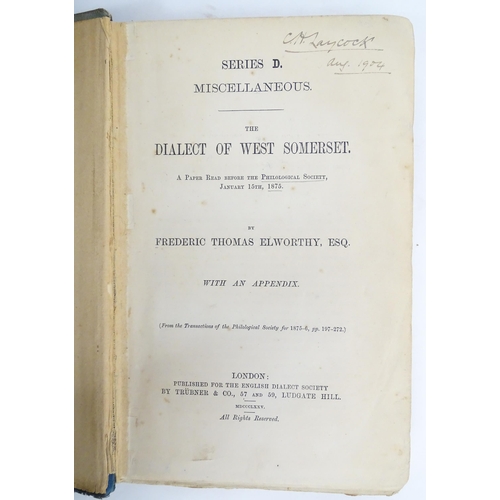 C.H. Laycock
Aug. 1904
SERIES D.
MISCELLANEOUS.
THE
DIALECT OF WEST SOMERSET.
A PAPER READ BEFORE THE PHILOLOGICAL SOCIETY,
JANUARY 15TH, 1875.
BY
FREDERIC THOMAS ELWORTHY, ESQ.
WITH AN APPENDIX.
(From the Transactions of the Philological Society for 1875-6, pp. 197-272.)
LONDON:
PUBLISHED FOR THE ENGLISH DIALECT SOCIETY
BY TRÜBNER & CO., 57 AND 59, LUDGATE HILL.
MDCCCLXXV.
All Rights Reserved.